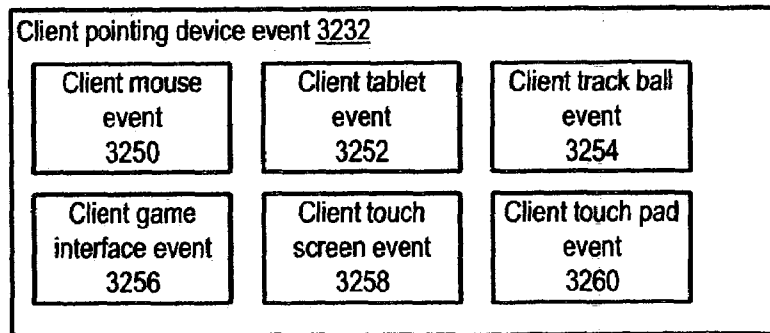 Client pointing device event 3232
Client mouse
event
3250
Client tablet
event
3252
Client track ball
event
3254
Client game
interface event
3256
Client touch
screen event
3258
Client touch pad
event
3260